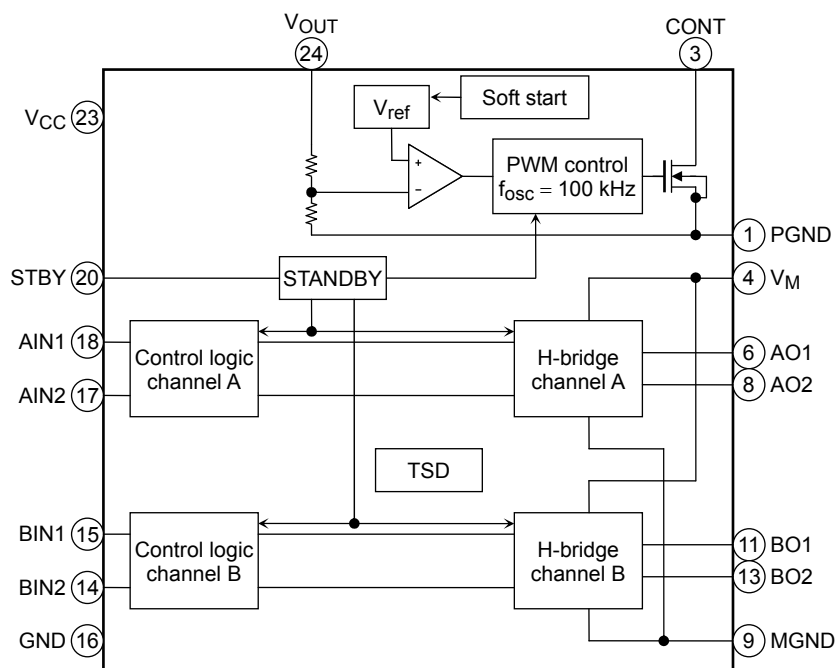 VOUT
24
CONT
3
VCC 23
Vref
Soft start
+
−
PWM control
fosc = 100 kHz
1 PGND
STBY 20
STANDBY
4 VM
AIN1 18
Control logic
channel A
H-bridge
channel A
6 AO1
AIN2 17
8 AO2
TSD
BIN1 15
Control logic
channel B
H-bridge
channel B
11 BO1
BIN2 14
13 BO2
GND 16
9 MGND